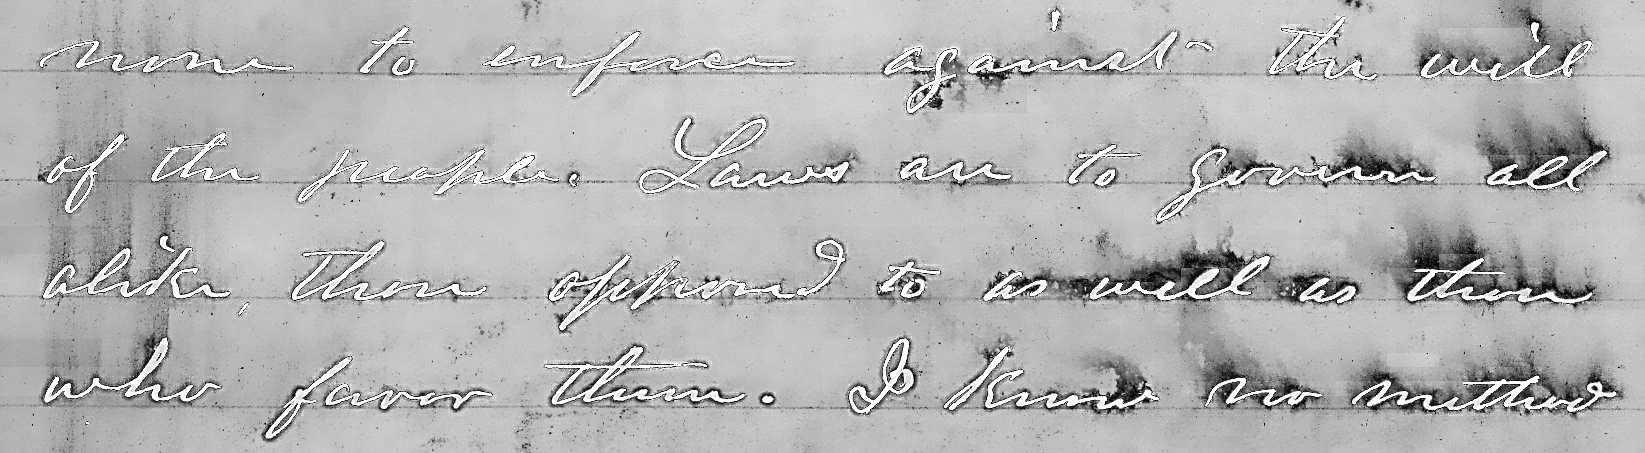 none to enforce against the will
of the people. Laws are to govern all
alike, those opposed to as well as those
who favor them. I know no method